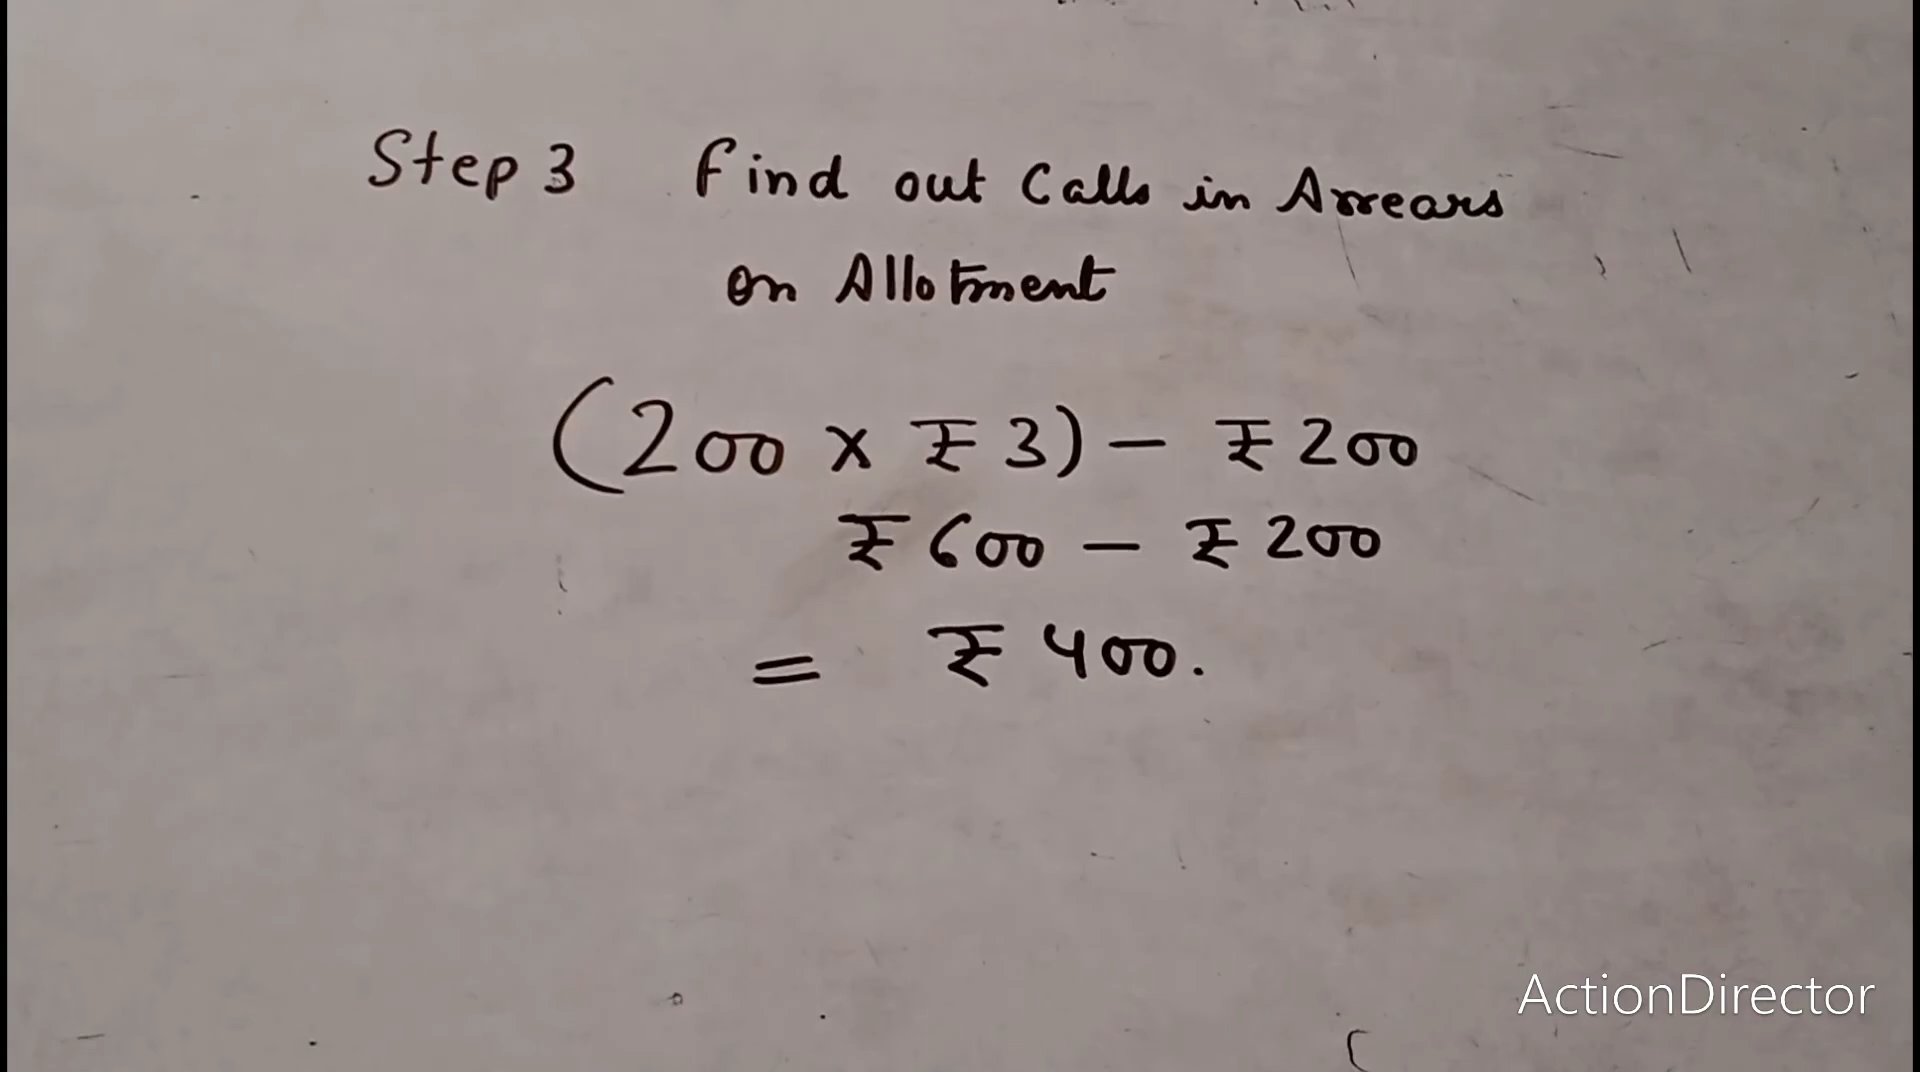 Step 3 find out Calls in Arrears
on Allotment
(200 x ₹ 3) - ₹ 200
₹ 600 - ₹ 200
= ₹ 400.
ActionDirector